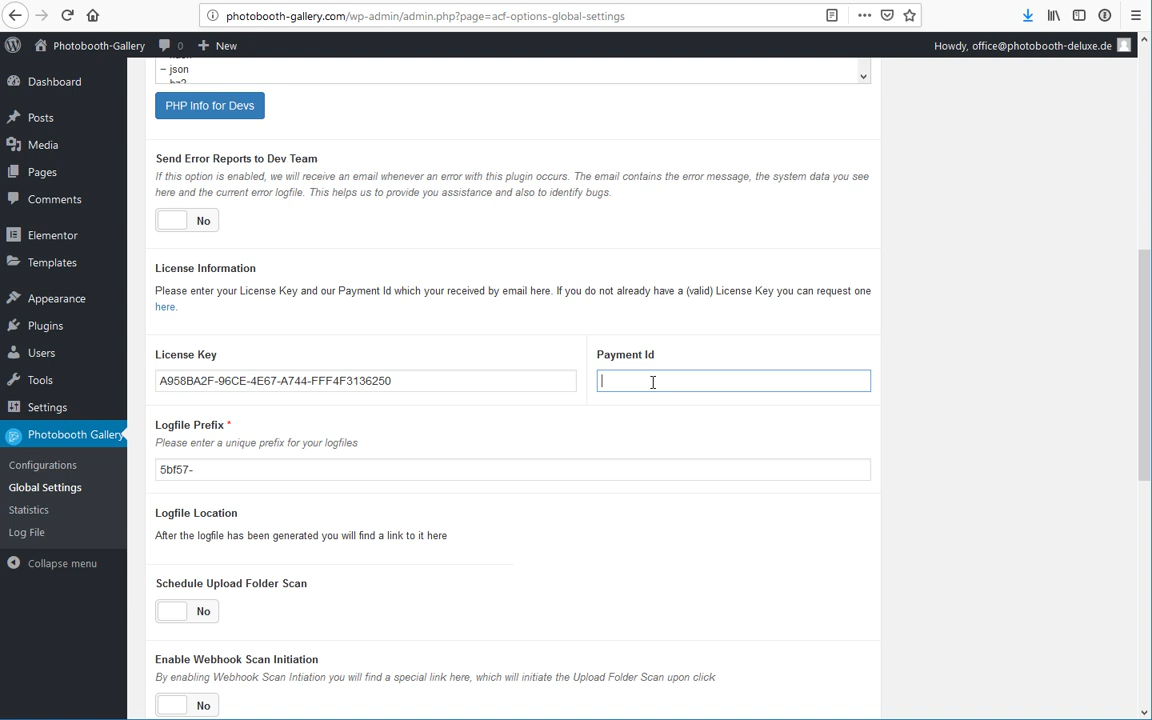 photobooth-gallery.com/wp-admin/admin.php?page=acf-options-global-settings
Photobooth-Gallery
0
New
Howdy, office@photobooth-deluxe.de
Dashboard
Posts
Media
Pages
Comments
Elementor
Templates
Appearance
Plugins
Users
Tools
Settings
Photobooth Gallery
Configurations
Global Settings
Statistics
Log File
Collapse menu
– json
PHP Info for Devs
Send Error Reports to Dev Team
If this option is enabled, we will receive an email whenever an error with this plugin occurs. The email contains the error message, the system data you see
here and the current error logfile. This helps us to provide you assistance and also to identify bugs.
No
License Information
Please enter your License Key and our Payment Id which your received by email here. If you do not already have a (valid) License Key you can request one
here.
License Key
Payment Id
A958BA2F-96CE-4E67-A744-FFF4F3136250
Logfile Prefix *
Please enter a unique prefix for your logfiles
5bf57-
Logfile Location
After the logfile has been generated you will find a link to it here
Schedule Upload Folder Scan
No
Enable Webhook Scan Initiation
By enabling Webhook Scan Intiation you will find a special link here, which will initiate the Upload Folder Scan upon click
No